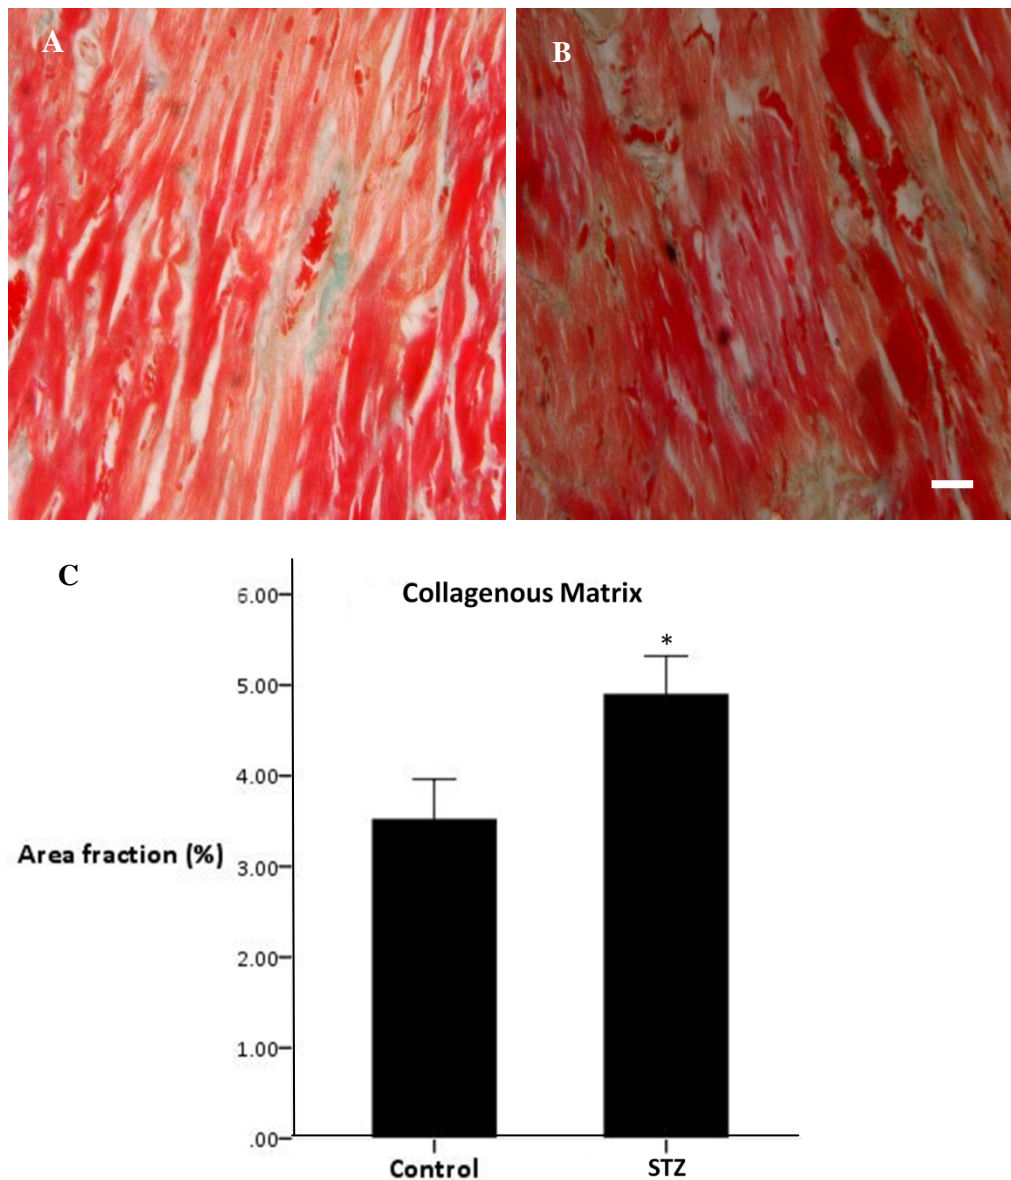 A
B
C
Collagenous Matrix
6.00
*
5.00
4.00
Area fraction (%)
3.00
2.00
1.00
.00
Control
STZ